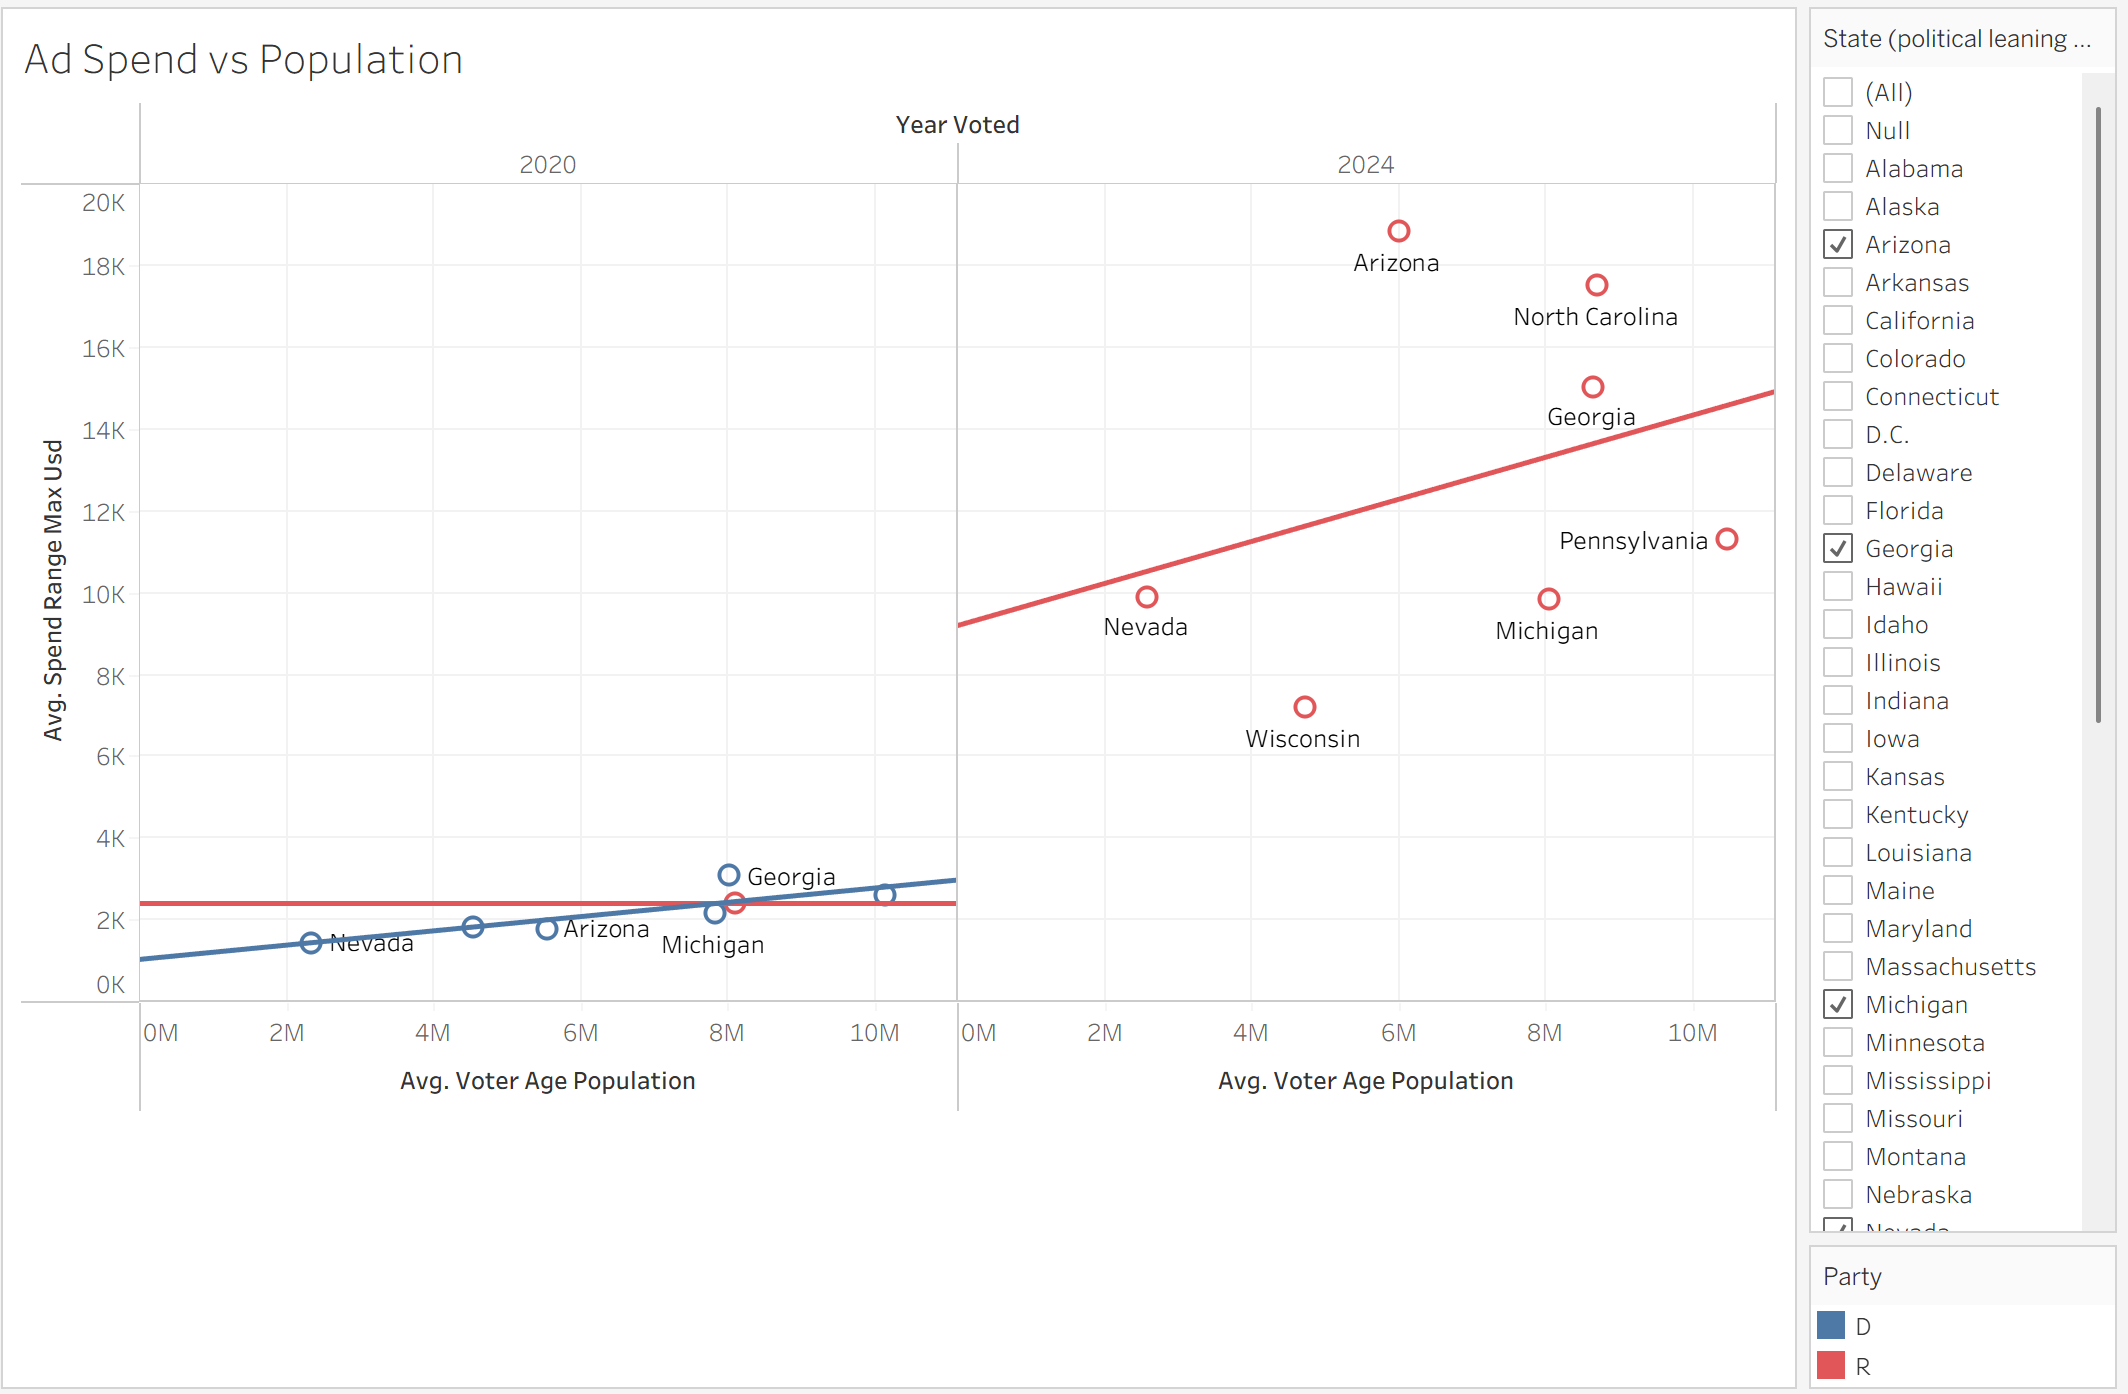 Ad Spend vs Population
Year Voted
2020
2024
Avg. Spend Range Max Usd
20K
18K
16K
14K
12K
10K
8K
6K
4K
2K
0K
Georgia
Nevada
Arizona
Michigan
Arizona
North Carolina
Georgia
Pennsylvania
Nevada
Michigan
Wisconsin
0M 2M 4M 6M 8M 10M
0M 2M 4M 6M 8M 10M
Avg. Voter Age Population
Avg. Voter Age Population
State (political leaning ...
(All)
Null
Alabama
Alaska
Arizona
Arkansas
California
Colorado
Connecticut
D.C.
Delaware
Florida
Georgia
Hawaii
Idaho
Illinois
Indiana
Iowa
Kansas
Kentucky
Louisiana
Maine
Maryland
Massachusetts
Michigan
Minnesota
Mississippi
Missouri
Montana
Nebraska
Nevada
Party
D
R